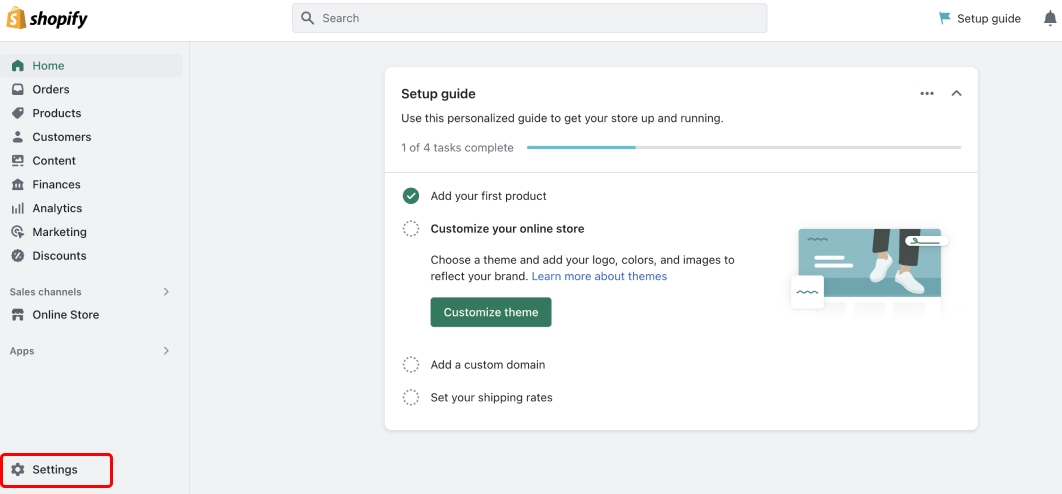 shopify
Search
Setup guide
Home
Orders
Products
Customers
Content
Finances
Analytics
Marketing
Discounts
Sales channels
Online Store
Apps
Settings
Setup guide
Use this personalized guide to get your store up and running.
1 of 4 tasks complete
Add your first product
Customize your online store
Choose a theme and add your logo, colors, and images to
reflect your brand. Learn more about themes
Customize theme
Add a custom domain
Set your shipping rates